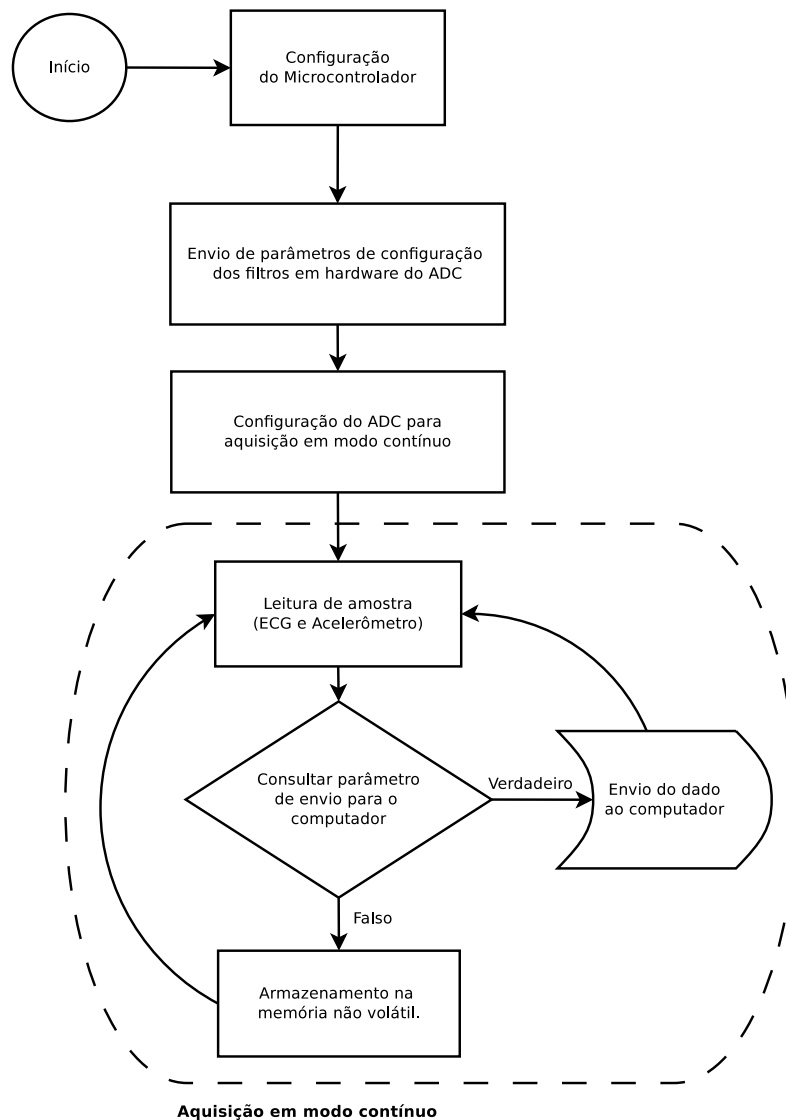 Início
Configuração
do Microcontrolador
Envio de parâmetros de configuração
dos filtros em hardware do ADC
Configuração do ADC para
aquisição em modo contínuo
Leitura de amostra
(ECG e Acelerômetro)
Consultar parâmetro
de envio para o
computador
Verdadeiro
Envio do dado
ao computador
Falso
Armazenamento na
memória não volátil.
Aquisição em modo contínuo